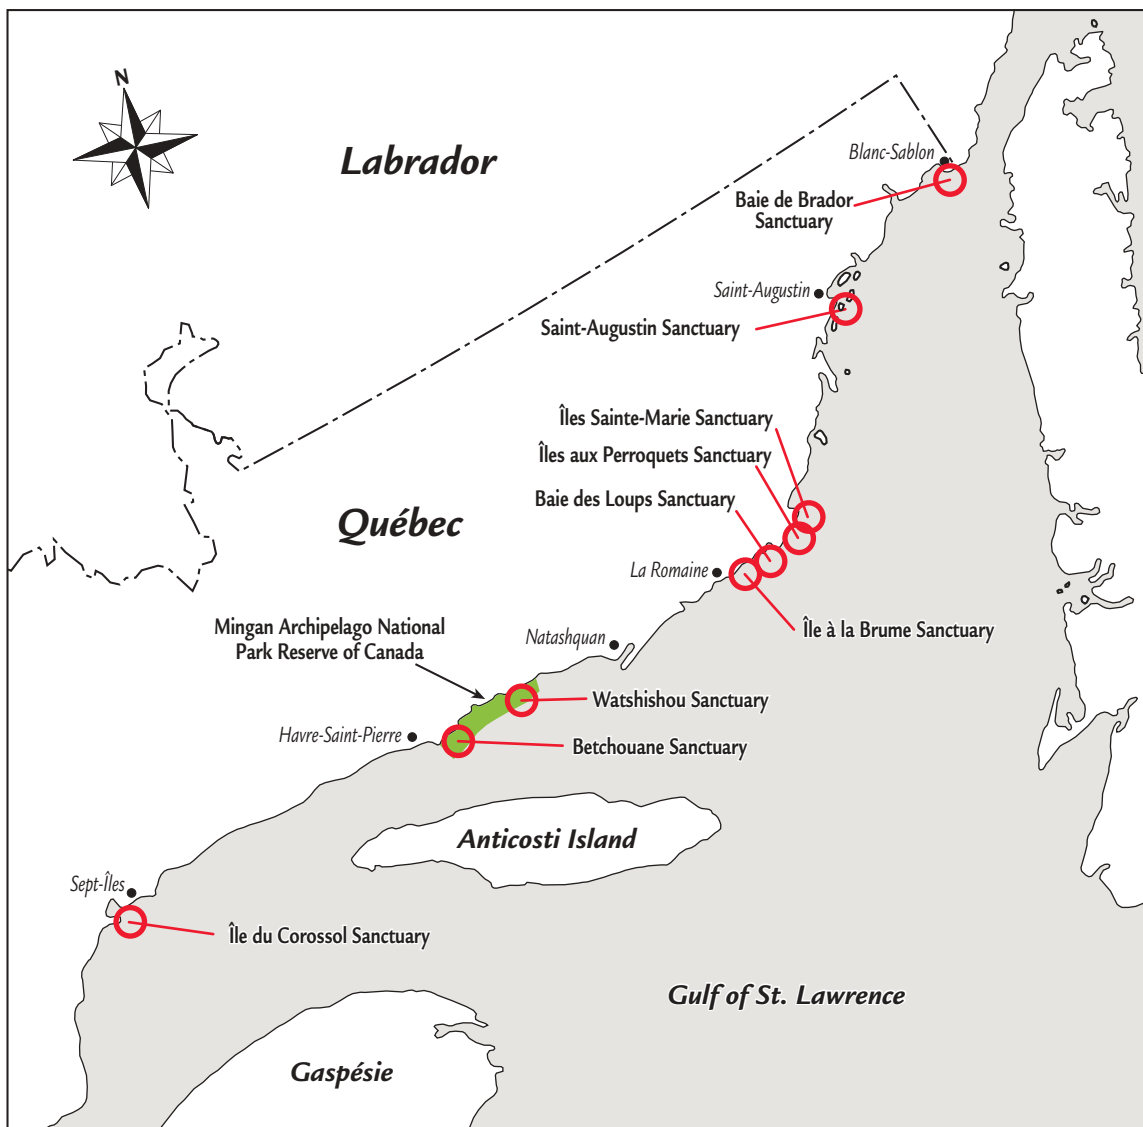 N
Labrador
Blanc-Sablon
Baie de Brador
Sanctuary
Saint-Augustin
Saint-Augustin Sanctuary
Îles Sainte-Marie Sanctuary
Îles aux Perroquets Sanctuary
Baie des Loups Sanctuary
Québec
La Romaine
Île à la Brume Sanctuary
Mingan Archipelago National
Park Reserve of Canada
Natashquan
Watshishou Sanctuary
Havre-Saint-Pierre
Betchouane Sanctuary
Anticosti Island
Sept-Îles
Île du Corossol Sanctuary
Gulf of St. Lawrence
Gaspésie